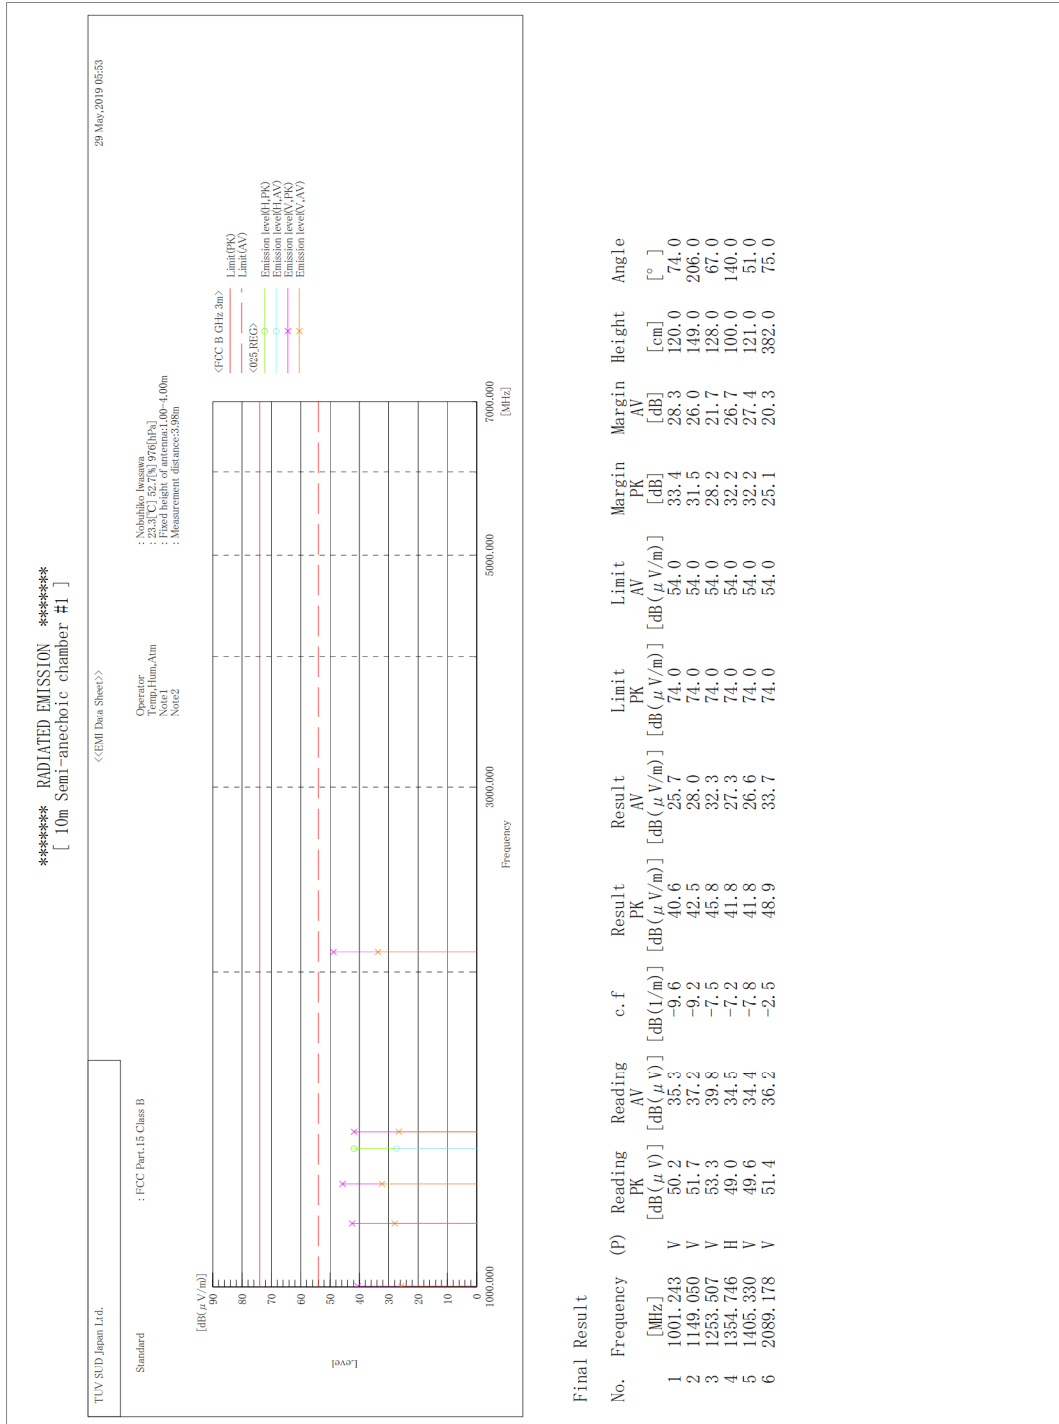 ******  RADIATED EMISSION  ******
[ 10m Semi-anechoic chamber #1 ]
TUV SUD Japan Ltd.
<<EMI Data Sheet>>
29 May,2019 05:53
Standard : FCC Part.15 Class B
Operator : Nobuhiko Iwasawa
Temp,Hum,Atm : 23.3[℃] 52.7[%] 976[hPa]
Note1 : Fixed height of antenna:1.00-4.00m
Note2 : Measurement distance:3.98m
[dB(μV/m)]
90
80
70
60
50
40
30
20
10
0
Level
1000.000 3000.000 5000.000 7000.000
[MHz]
Frequency
<FCC B GHz 3m>
Limit(PK)
Limit(AV)
<025_REG>
Emission level(H,PK)
Emission level(H,AV)
Emission level(V,PK)
Emission level(V,AV)
Final Result
No. Frequency (P) Reading Reading c.f Result Result Limit Limit Margin Margin Height Angle
PK AV PK AV PK AV PK AV
[MHz] [dB(μV)] [dB(μV)] [dB(1/m)] [dB(μV/m)] [dB(μV/m)] [dB(μV/m)] [dB(μV/m)] [dB] [dB] [cm] [°]
1 1001.243 V 50.2 35.3 -9.6 40.6 25.7 74.0 54.0 33.4 28.3 120.0 74.0
2 1149.050 V 51.7 37.2 -9.2 42.5 28.0 74.0 54.0 31.5 26.0 149.0 206.0
3 1253.507 V 53.3 39.8 -7.5 45.8 32.3 74.0 54.0 28.2 21.7 128.0 67.0
4 1354.746 H 49.0 34.5 -7.2 41.8 27.3 74.0 54.0 32.2 26.7 100.0 140.0
5 1405.330 V 49.6 34.4 -7.8 41.8 26.6 74.0 54.0 32.2 27.4 121.0 51.0
6 2089.178 V 51.4 36.2 -2.5 48.9 33.7 74.0 54.0 25.1 20.3 382.0 75.0